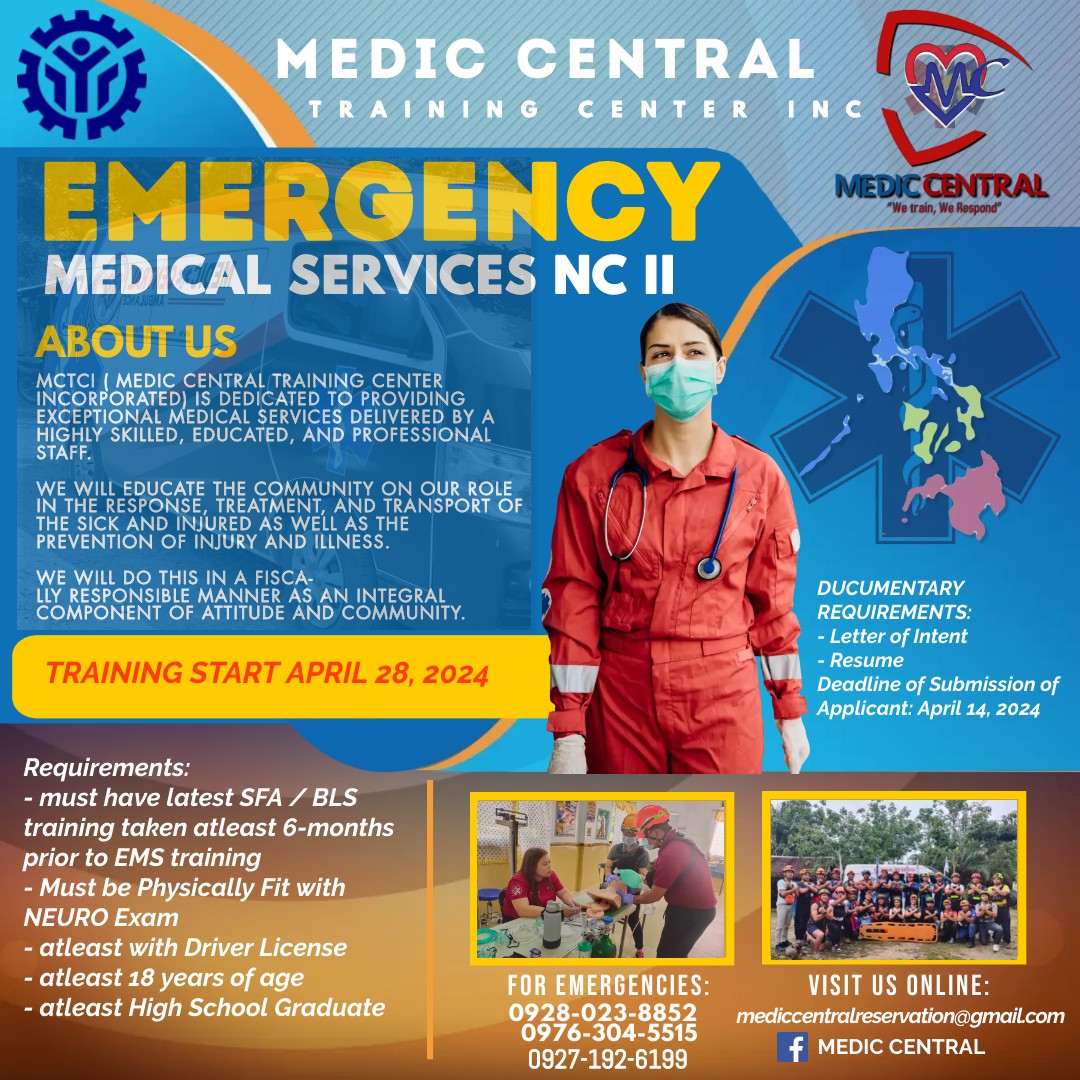 MEDIC CENTRAL
TRAINING CENTER INC
MC
MEDIC CENTRAL
"We train, We Respond"
EMERGENCY
MEDICAL SERVICES NC II
AMBULANCE
ABOUT US
MCTCI ( MEDIC CENTRAL TRAINING CENTER
INCORPORATED) IS DEDICATED TO PROVIDING
EXCEPTIONAL MEDICAL SERVICES DELIVERED BY A
HIGHLY SKILLED, EDUCATED, AND PROFESSIONAL
STAFF.
WE WILL EDUCATE THE COMMUNITY ON OUR ROLE
IN THE RESPONSE, TREATMENT, AND TRANSPORT OF
THE SICK AND INJURED AS WELL AS THE
PREVENTION OF INJURY AND ILLNESS.
WE WILL DO THIS IN A FISCA-
LLY RESPONSIBLE MANNER AS AN INTEGRAL
COMPONENT OF ATTITUDE AND COMMUNITY.
TRAINING START APRIL 28, 2024
DUCUMENTARY
REQUIREMENTS:
- Letter of Intent
- Resume
Deadline of Submission of
Applicant: April 14, 2024
Requirements:
- must have latest SFA / BLS
training taken atleast 6-months
prior to EMS training
- Must be Physically Fit with
NEURO Exam
- atleast with Driver License
- atleast 18 years of age
- atleast High School Graduate
FOR EMERGENCIES:
0928-023-8852
0976-304-5515
0927-192-6199
VISIT US ONLINE:
mediccentralreservation@gmail.com
f MEDIC CENTRAL